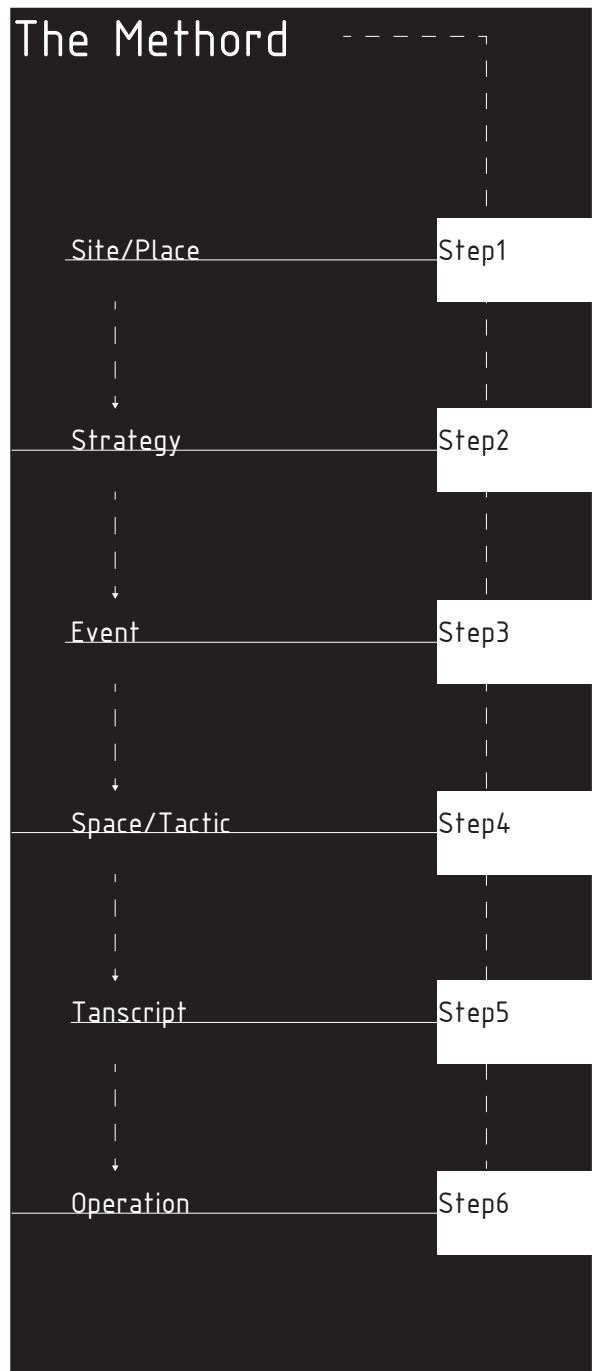 The Methord
Site/Place Step1
Strategy Step2
Event Step3
Space/Tactic Step4
Tanscript Step5
Operation Step6